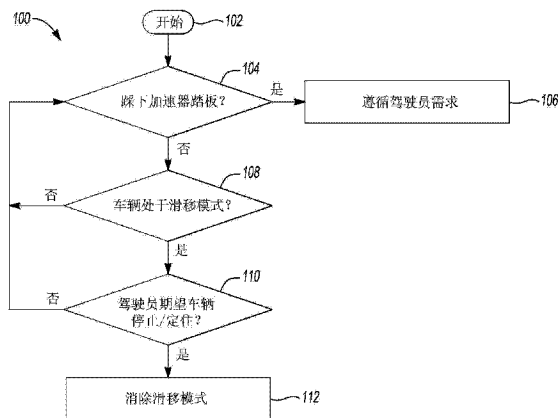 100
开始
102
104
踩下加速器踏板?
是
遵循驾驶员需求
106
否
108
否
车辆处于滑移模式?
是
110
否
驾驶员期望车辆
停止/定住?
是
消除滑移模式
112